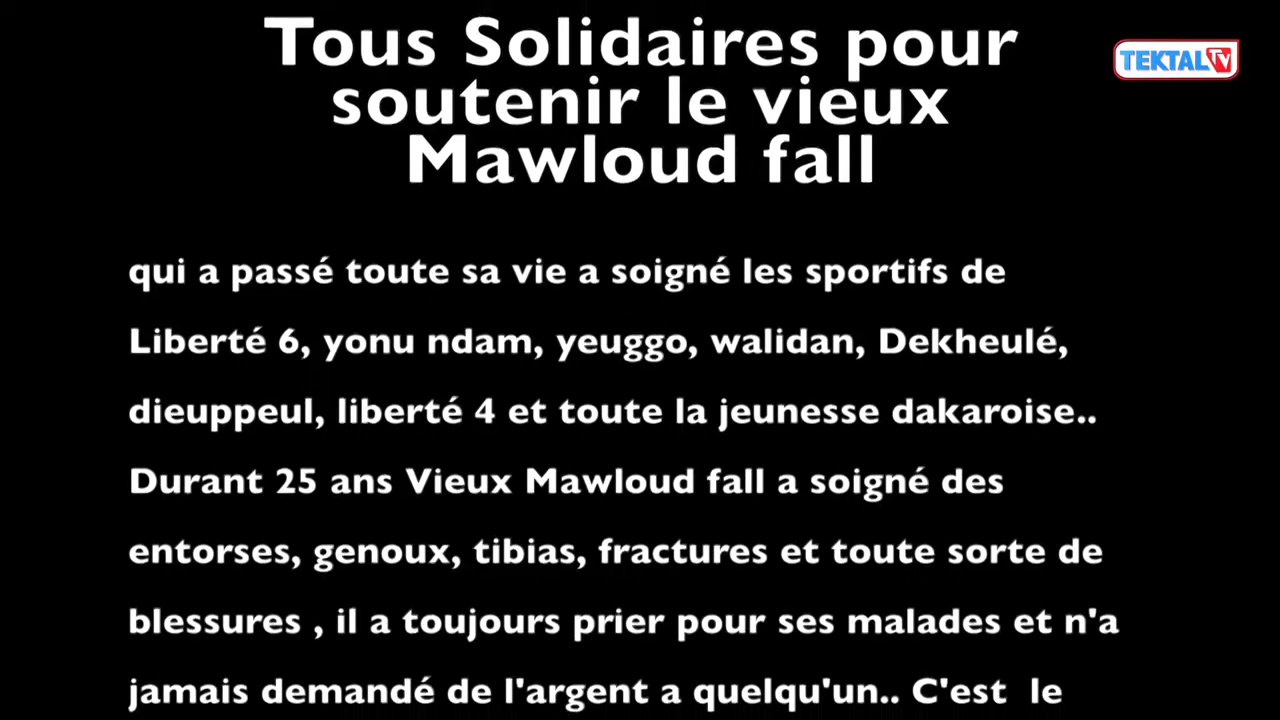 Tous Solidaires pour
soutenir le vieux
Mawloud fall
TEKTAL TV
qui a passé toute sa vie a soigné les sportifs de
Liberté 6, yonu ndam, yeuggo, walidan, Dekheulé,
dieuppeul, liberté 4 et toute la jeunesse dakaroise..
Durant 25 ans Vieux Mawloud fall a soigné des
entorses, genoux, tibias, fractures et toute sorte de
blessures , il a toujours prier pour ses malades et n'a
jamais demandé de l'argent a quelqu'un.. C'est  le